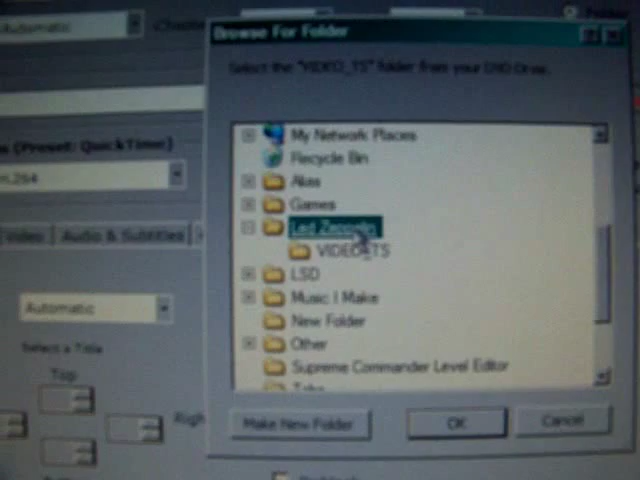 Automatic
Browse For Folder
Select the "VIDEO_TS" folder from your DVD Drive.
(Preset: QuickTime)
My Network Places
Recycle Bin
Alias
Games
Led Zeppelin
VIDEO_TS
LSD
Music I Make
New Folder
Other
Supreme Commander Level Editor
Video
Audio & Subtitles
Automatic
Select a Title
Top
Make New Folder
OK
Cancel